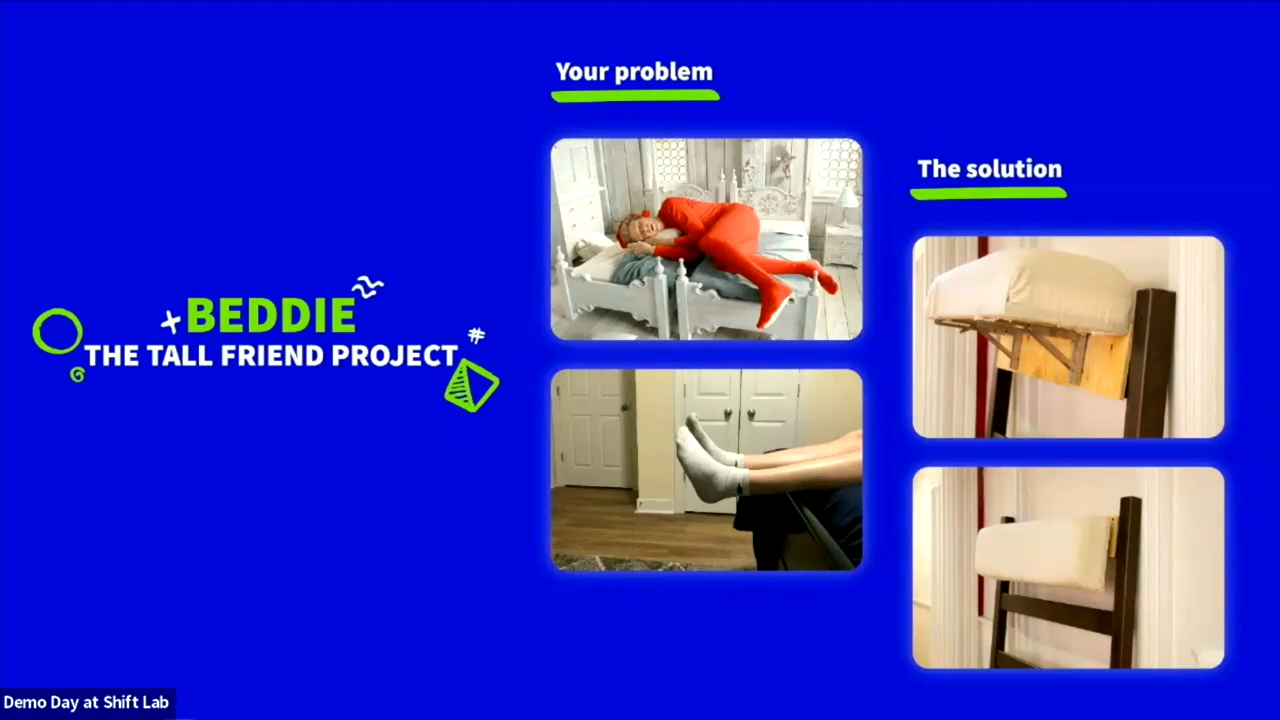 BEDDIE
THE TALL FRIEND PROJECT
Your problem
The solution
Demo Day at Shift Lab